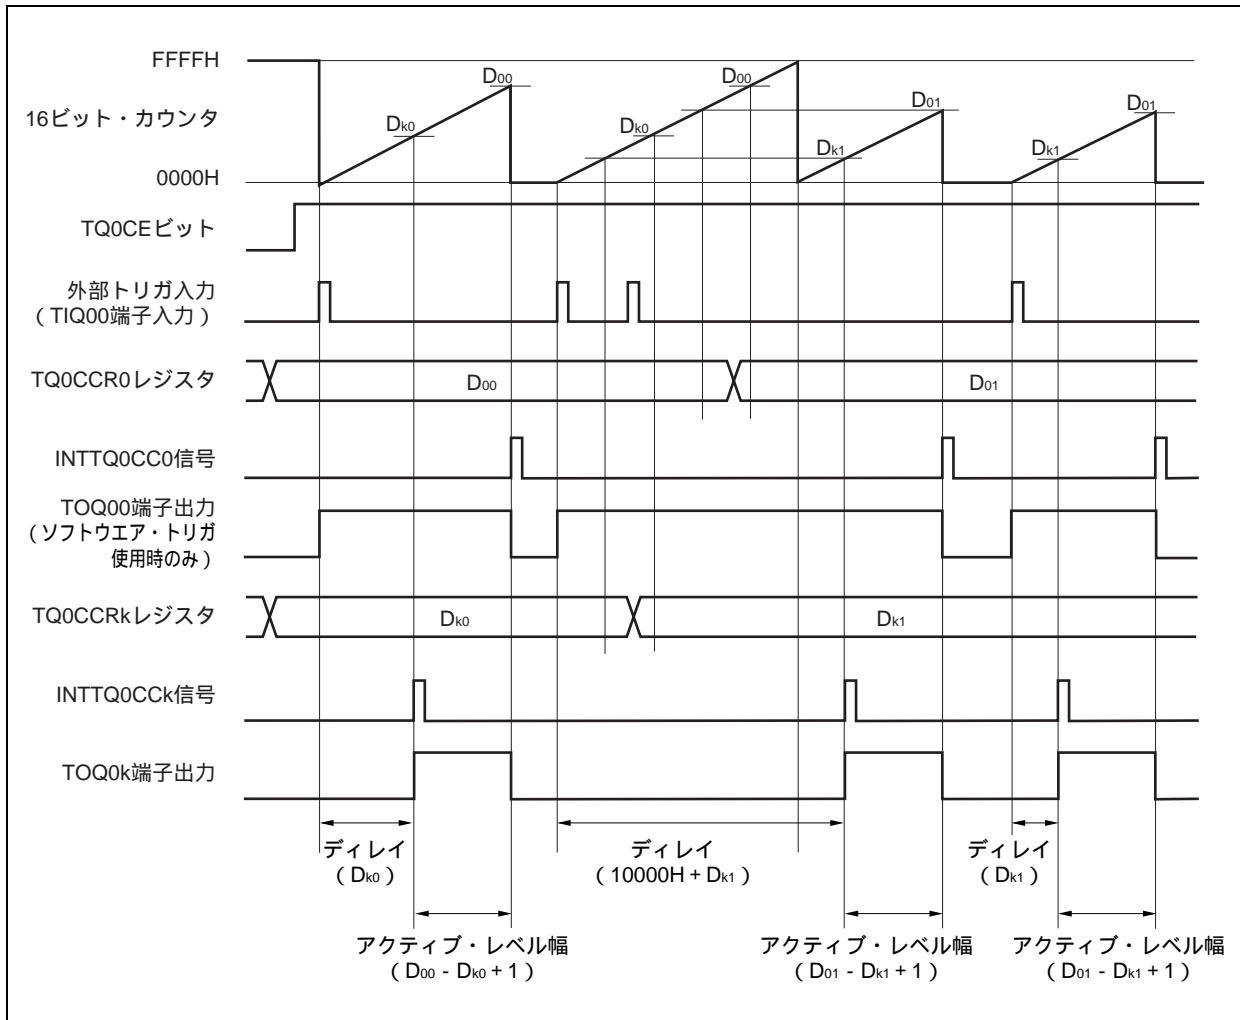 FFFFH
16ビット・カウンタ
0000H
D00
Dk0
D00
Dk0
D01
Dk1
D01
Dk1
TQ0CEビット
外部トリガ入力
（TIQ00端子入力）
TQ0CCR0レジスタ
D00
D01
INTTQ0CC0信号
TOQ00端子出力
（ソフトウエア・トリガ
使用時のみ）
TQ0CCRkレジスタ
Dk0
Dk1
INTTQ0CCk信号
TOQ0k端子出力
ディレイ
（Dk0）
ディレイ
（10000H + Dk1）
ディレイ
（Dk1）
アクティブ・レベル幅
（D00 - Dk0 + 1）
アクティブ・レベル幅
（D01 - Dk1 + 1）
アクティブ・レベル幅
（D01 - Dk1 + 1）